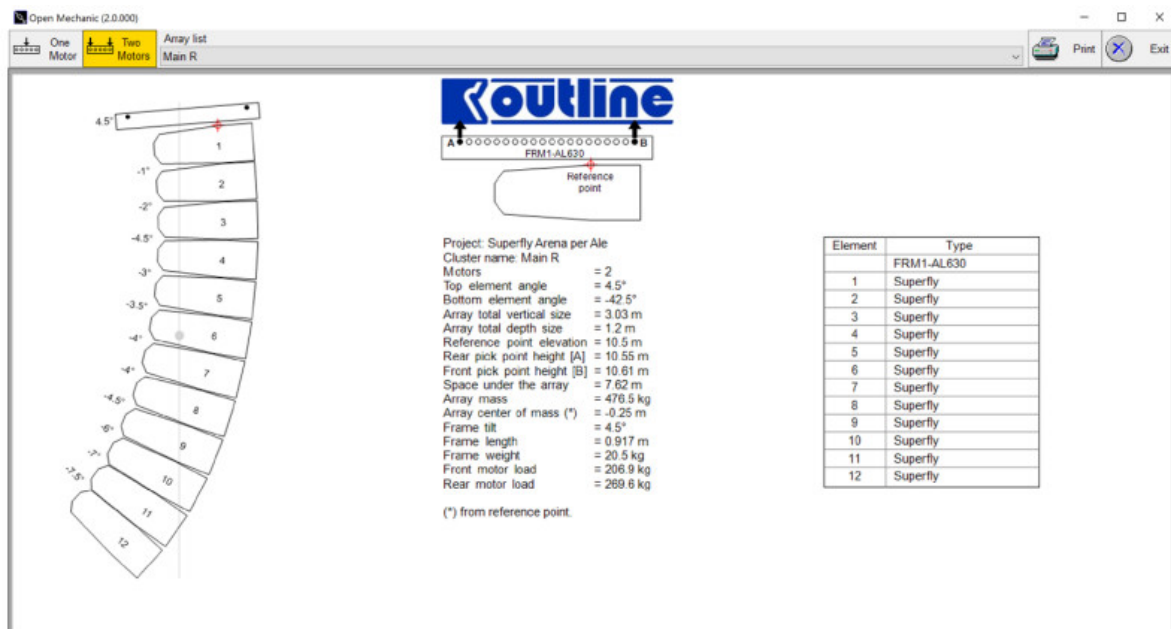 Open Mechanic (2.0.000)
One Motor
Two Motors
Array list
Main R
Print
Exit
4.5°
1
-1°
2
-2°
3
-4.5°
4
-3°
5
-3.5°
6
-4°
7
-4°
8
-4.5°
9
-6°
10
-7°
11
-7.5°
12
outline
A
B
FRM1-AL630
Reference
point
Project: Superfly Arena per Ale
Cluster name: Main R
Motors = 2
Top element angle = 4.5°
Bottom element angle = -42.5°
Array total vertical size = 3.03 m
Array total depth size = 1.2 m
Reference point elevation = 10.5 m
Rear pick point height [A] = 10.55 m
Front pick point height [B] = 10.61 m
Space under the array = 7.62 m
Array mass = 476.5 kg
Array center of mass (*) = -0.25 m
Frame tilt = 4.5°
Frame length = 0.917 m
Frame weight = 20.5 kg
Front motor load = 206.9 kg
Rear motor load = 269.6 kg
(*) from reference point.
Element Type
FRM1-AL630
1 Superfly
2 Superfly
3 Superfly
4 Superfly
5 Superfly
6 Superfly
7 Superfly
8 Superfly
9 Superfly
10 Superfly
11 Superfly
12 Superfly